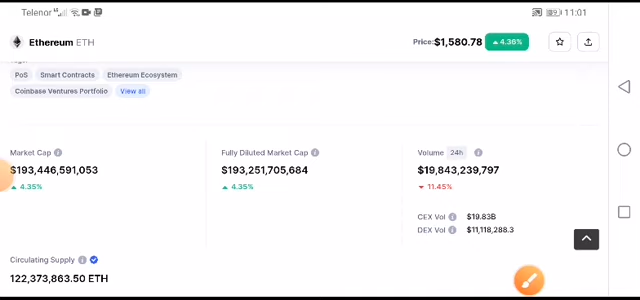 Telenor 11:01
Ethereum ETH Price:$1,580.78 4.36%
PoS Smart Contracts Ethereum Ecosystem
Coinbase Ventures Portfolio View all
Market Cap Fully Diluted Market Cap Volume 24h
$193,446,591,053 $193,251,705,684 $19,843,239,797
4.35% 4.35% 11.45%
CEX Vol $19.83B
DEX Vol $11,118,288.3
Circulating Supply
122,373,863.50 ETH